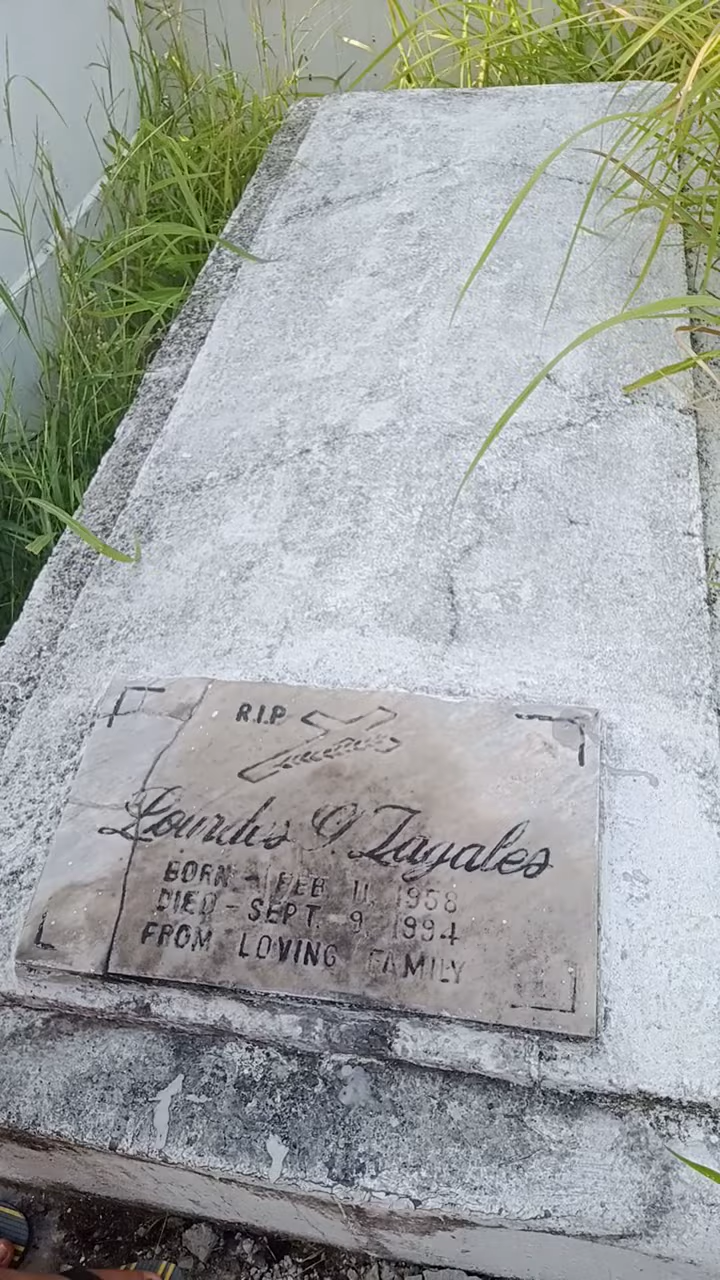 R.I.P
Lourdes O Zagales
BORN - FEB 11, 1958
DIED - SEPT. 9, 1994
FROM LOVING FAMILY